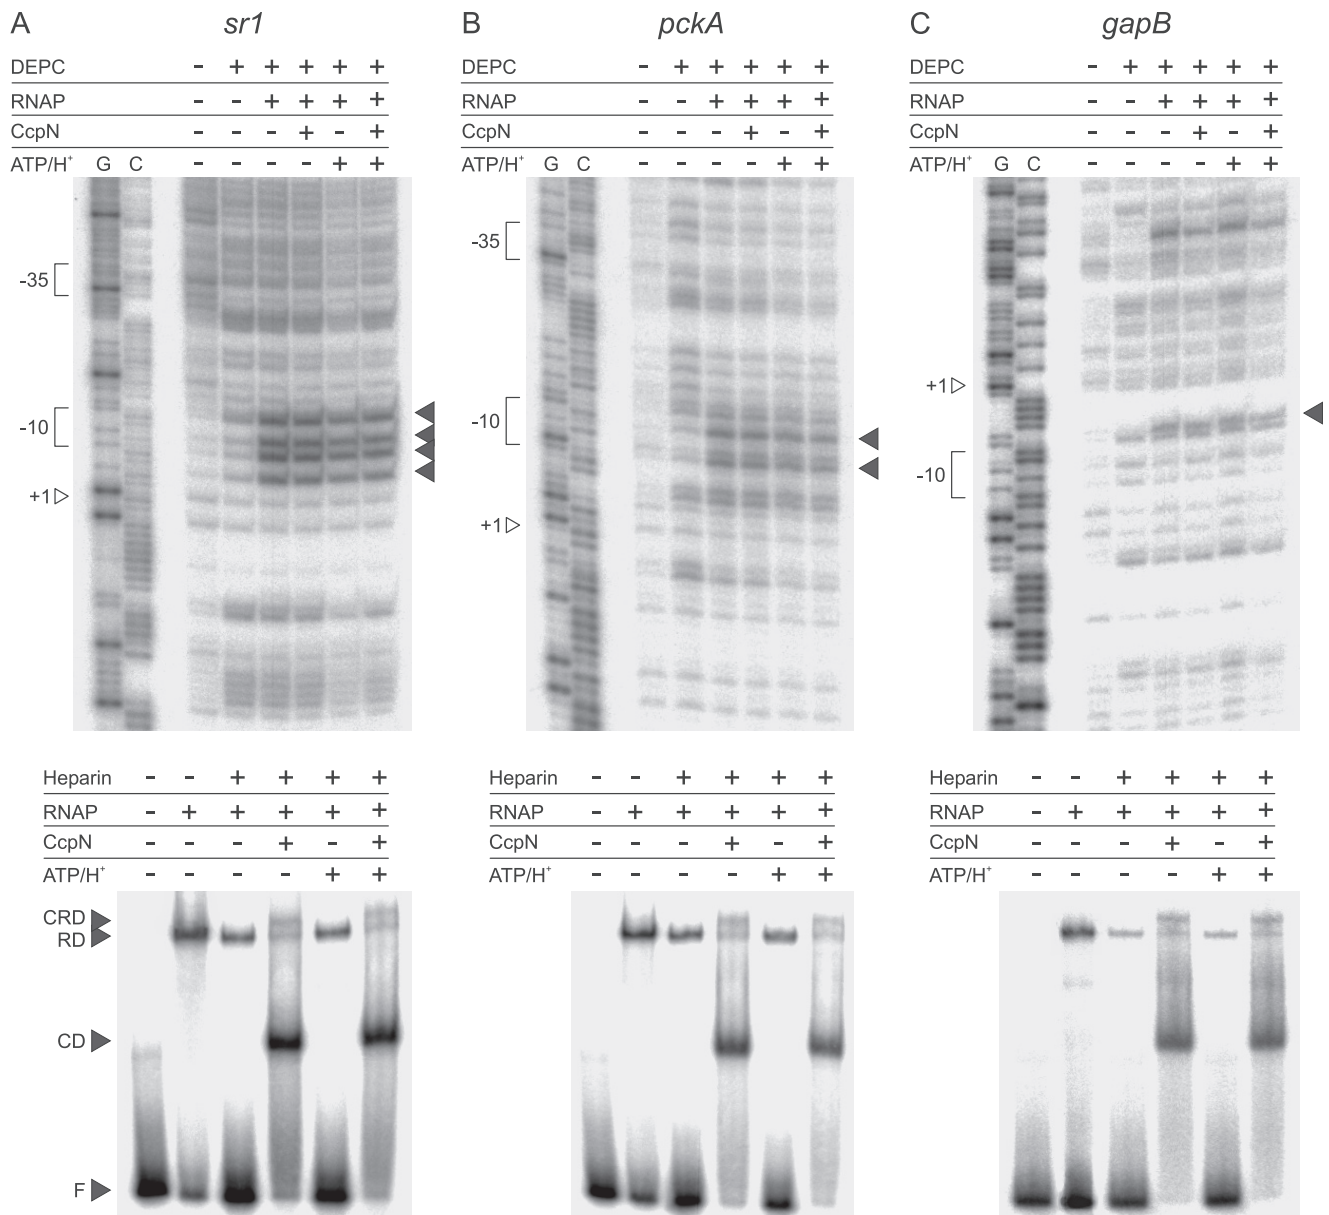 A sr1 B pckA C gapB
DEPC - + + + + + DEPC - + + + + + DEPC - + + + + +
RNAP - - + + + + RNAP - - + + + + RNAP - - + + + +
CcpN - - - + - + CcpN - - - + - + CcpN - - - + - +
ATP/H+ G C - - - - + + ATP/H+ G C - - - - + + ATP/H+ G C - - - - + +
-35 -35
+1
-10 -10
-10
+1
+1
Heparin - - + + + + Heparin - - + + + + Heparin - - + + + +
RNAP - + + + + + RNAP - + + + + + RNAP - + + + + +
CcpN - - - + - + CcpN - - - + - + CcpN - - - + - +
ATP/H+ - - - - + + ATP/H+ - - - - + + ATP/H+ - - - - + +
CRD
RD
CD
F